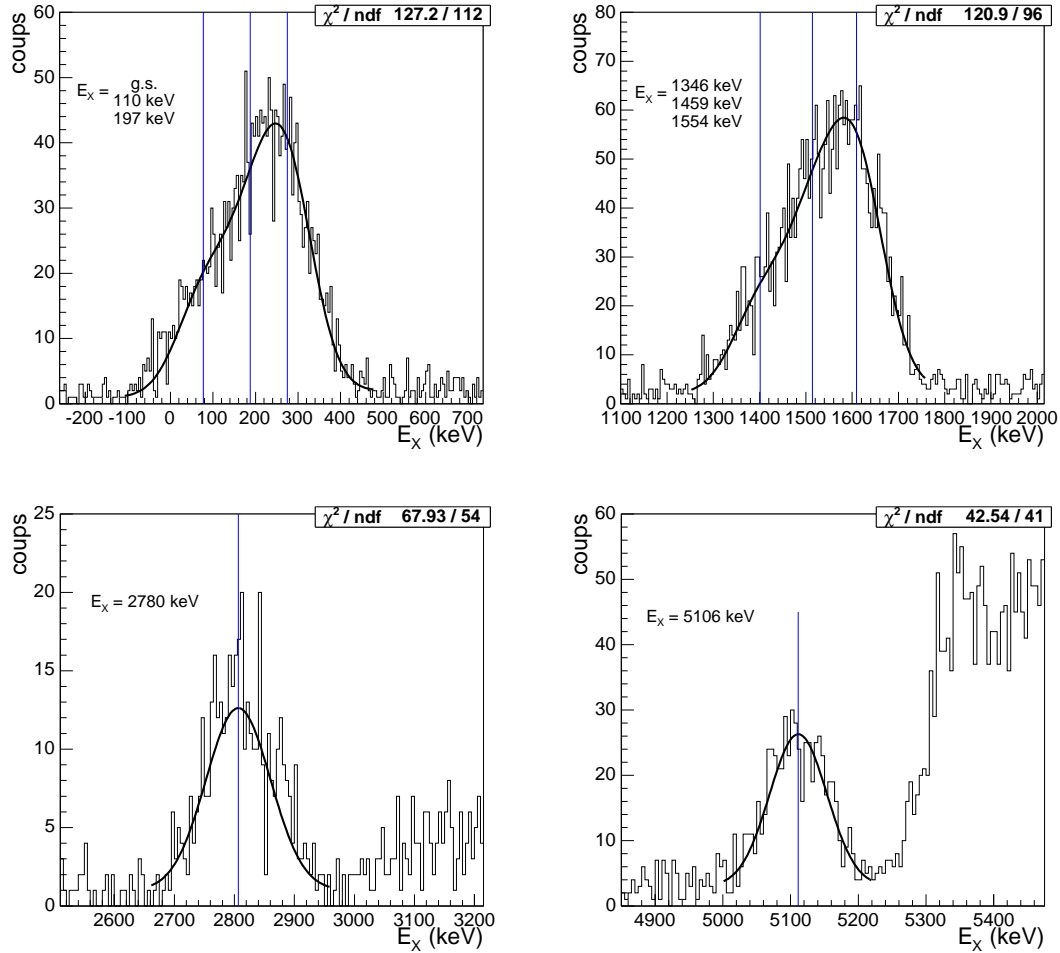 χ² / ndf 127.2 / 112
coups
60
50
40
30
20
10
0
g.s.
E_X = 110 keV
197 keV
-200 -100 0 100 200 300 400 500 600 700
E_X (keV)
χ² / ndf 120.9 / 96
coups
80
70
60
50
40
30
20
10
0
1346 keV
E_X = 1459 keV
1554 keV
1100 1200 1300 1400 1500 1600 1700 1800 1900 2000
E_X (keV)
χ² / ndf 67.93 / 54
coups
25
20
15
10
5
0
E_X = 2780 keV
2600 2700 2800 2900 3000 3100 3200
E_X (keV)
χ² / ndf 42.54 / 41
coups
60
50
40
30
20
10
0
E_X = 5106 keV
4900 5000 5100 5200 5300 5400
E_X (keV)